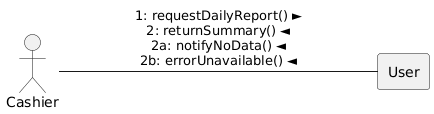 1: requestDailyReport() ►
2: returnSummary() ◄
2a: notifyNoData() ◄
2b: errorUnavailable() ◄
User
Cashier